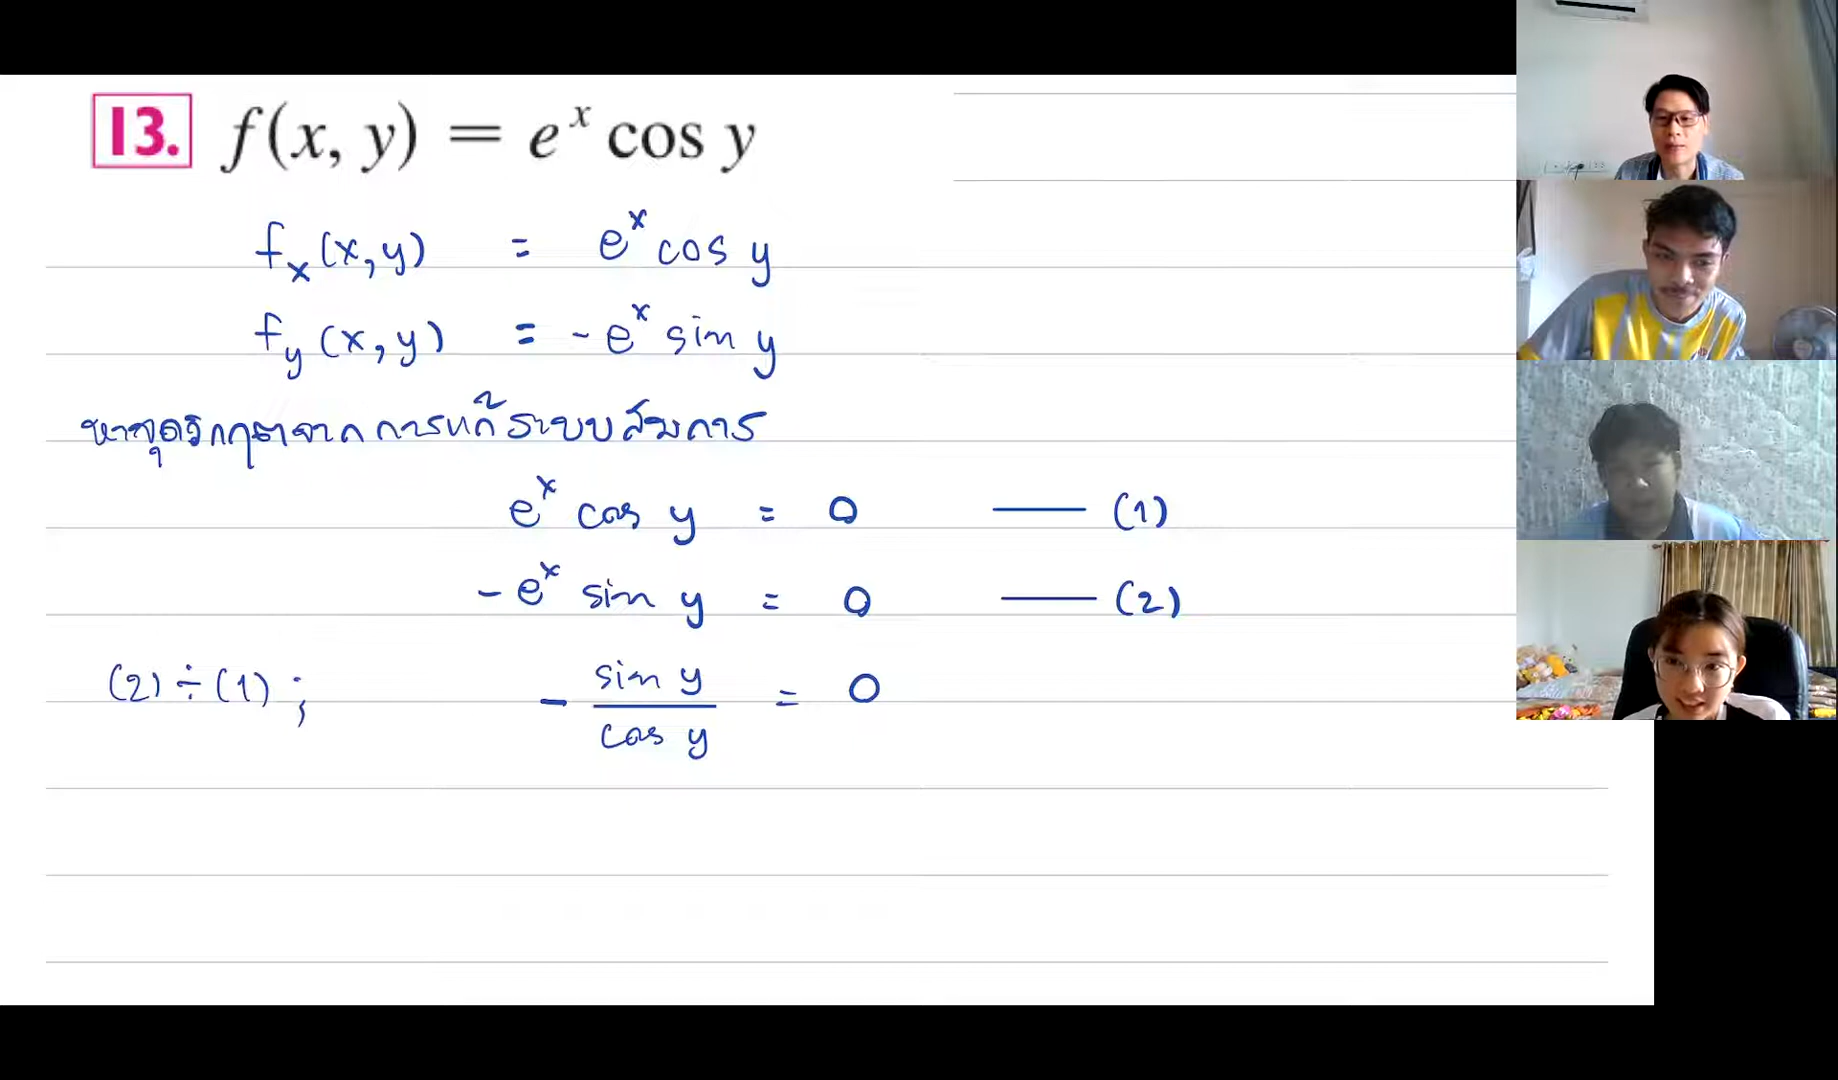 13. f(x, y) = e^x cos y
f_x (x, y) = e^x cos y
f_y (x, y) = - e^x sin y
หาจุดวิกฤตจาก การแก้ ระบบ สมการ
e^x cos y = 0 —— (1)
- e^x sin y = 0 —— (2)
(2) ÷ (1) ; - sin y / cos y = 0